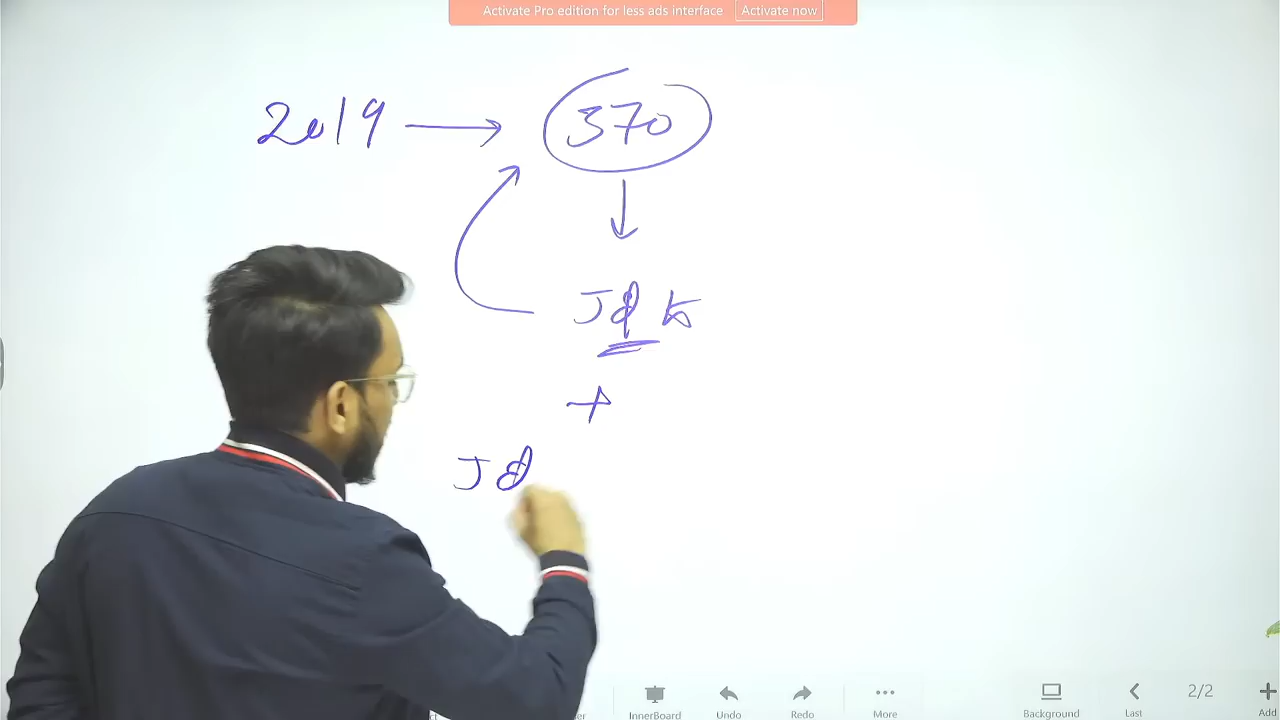 Activate Pro edition for less ads interface Activate now
2019 → 370
J & K
+
J &
InnerBoard Undo Redo More Background Last 2/2 Add